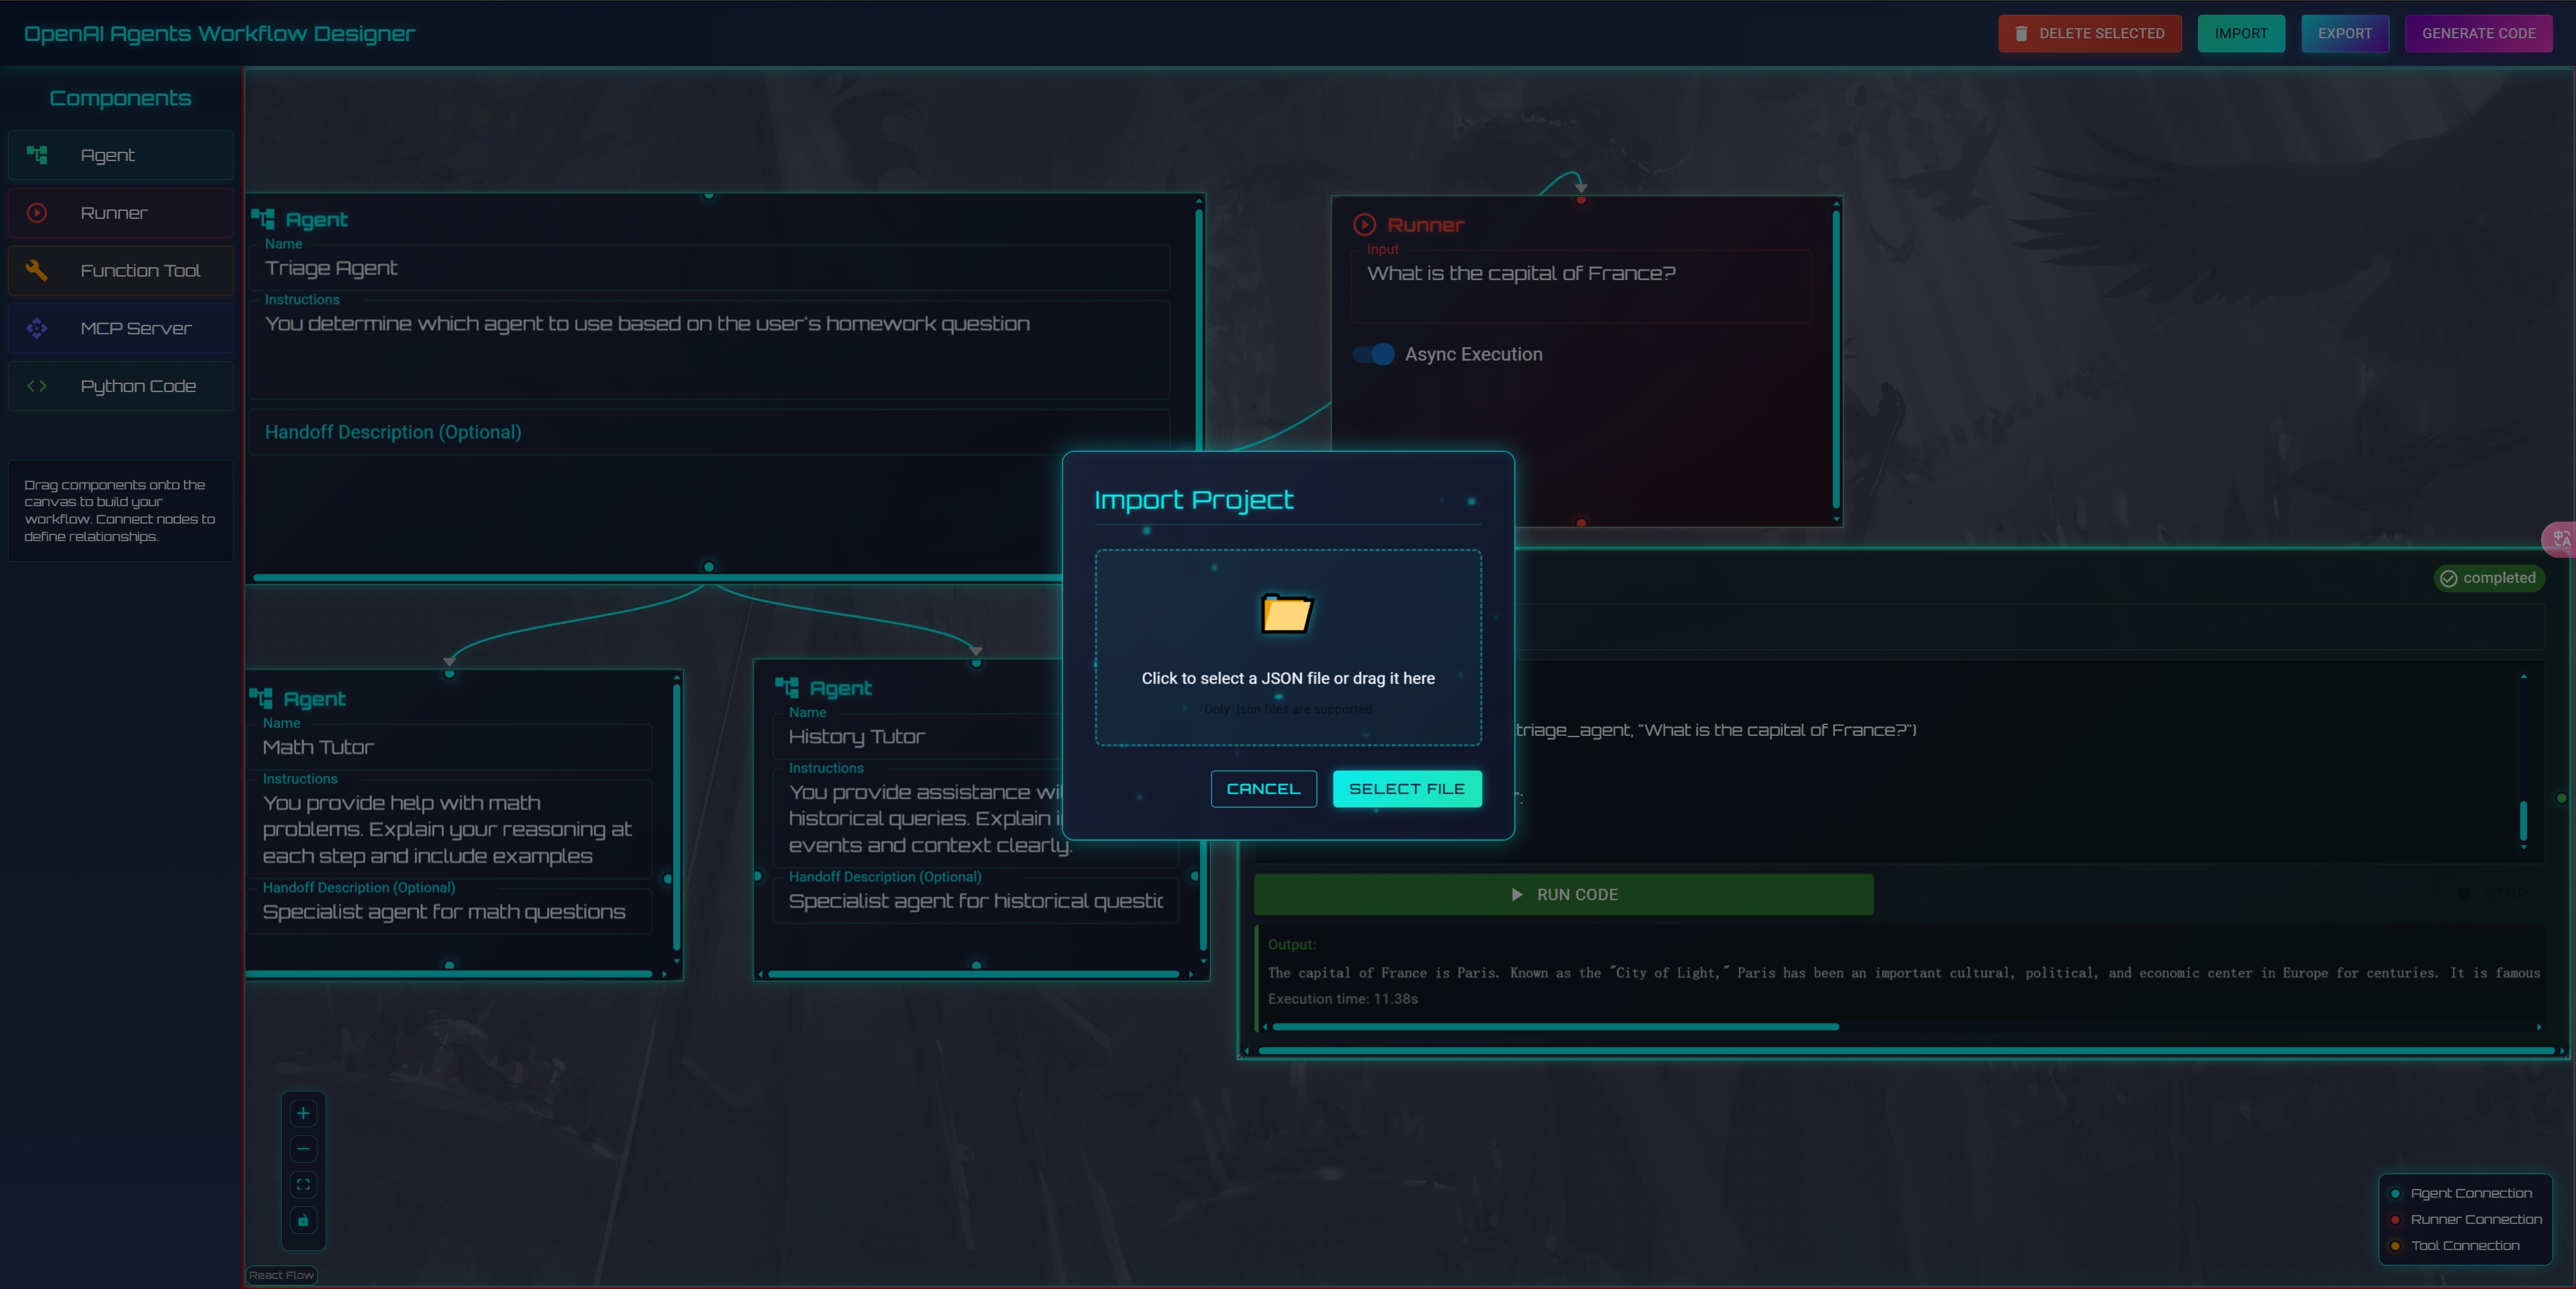 OpenAI Agents Workflow Designer
DELETE SELECTED
IMPORT
EXPORT
GENERATE CODE
Components
Agent
Runner
Function Tool
MCP Server
Python Code
Drag components onto the
canvas to build your
workflow. Connect nodes to
define relationships.
Agent
Name
Triage Agent
Instructions
You determine which agent to use based on the user's homework question
Handoff Description (Optional)
Runner
Input
What is the capital of France?
Async Execution
Import Project
Click to select a JSON file or drag it here
Only .json files are supported
CANCEL
SELECT FILE
Agent
Name
Math Tutor
Instructions
You provide help with math
problems. Explain your reasoning at
each step and include examples
Handoff Description (Optional)
Specialist agent for math questions
Agent
Name
History Tutor
Instructions
You provide assistance wi
historical queries. Explain i
events and context clearly.
Handoff Description (Optional)
Specialist agent for historical questic
completed
triage_agent, "What is the capital of France?")
":
RUN CODE
STOP
Output:
The capital of France is Paris. Known as the "City of Light," Paris has been an important cultural, political, and economic center in Europe for centuries. It is famous
Execution time: 11.38s
Agent Connection
Runner Connection
Tool Connection
React Flow